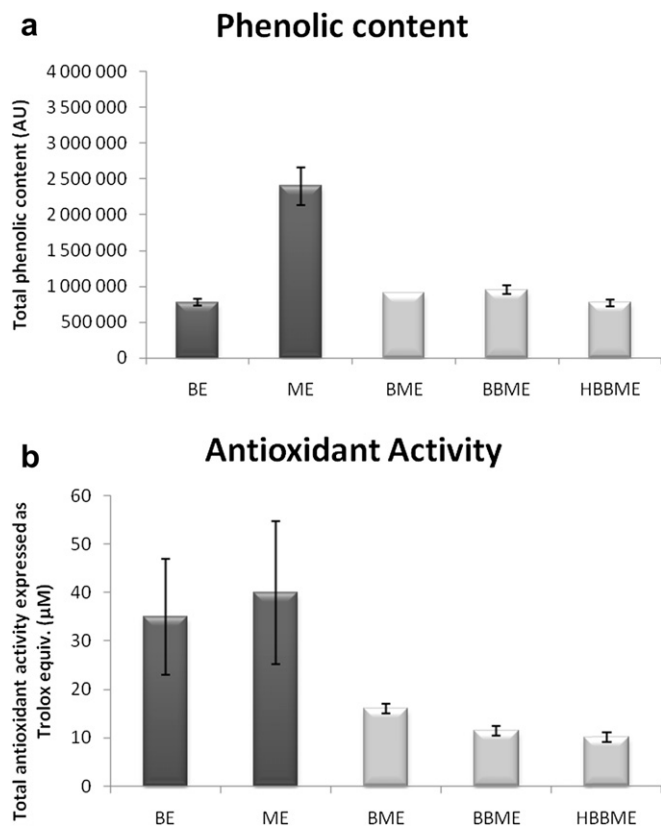 a
Phenolic content
Total phenolic content (AU)
4 000 000
3 500 000
3 000 000
2 500 000
2 000 000
1 500 000
1 000 000
500 000
0
BE ME BME BBME HBBME
b
Antioxidant Activity
Total antioxidant activity expressed as
Trolox equiv. (µM)
60
50
40
30
20
10
0
BE ME BME BBME HBBME